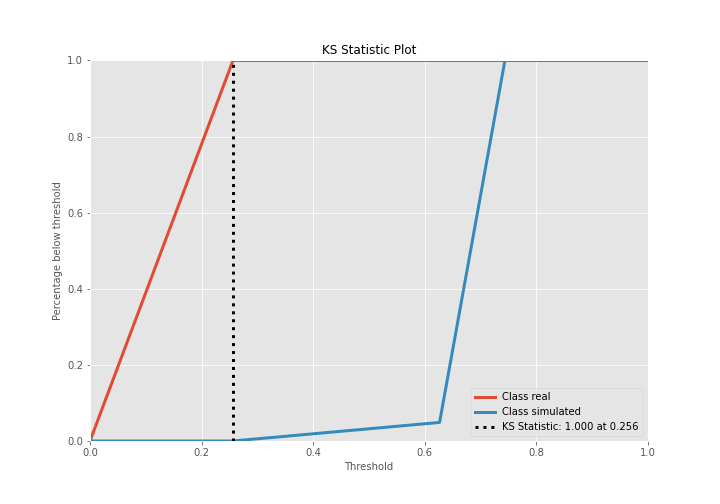 KS Statistic Plot
1.0
0.8
0.6
0.4
0.2
0.0
Percentage below threshold
Class real
Class simulated
KS Statistic: 1.000 at 0.256
0.0 0.2 0.4 0.6 0.8 1.0
Threshold